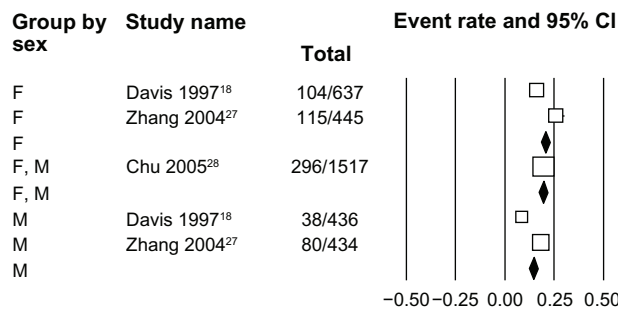 Group by sex Study name Event rate and 95% CI
Total
F Davis 1997¹⁸ 104/637
F Zhang 2004²⁷ 115/445
F
F, M Chu 2005²⁸ 296/1517
F, M
M Davis 1997¹⁸ 38/436
M Zhang 2004²⁷ 80/434
M
−0.50 −0.25 0.00 0.25 0.50